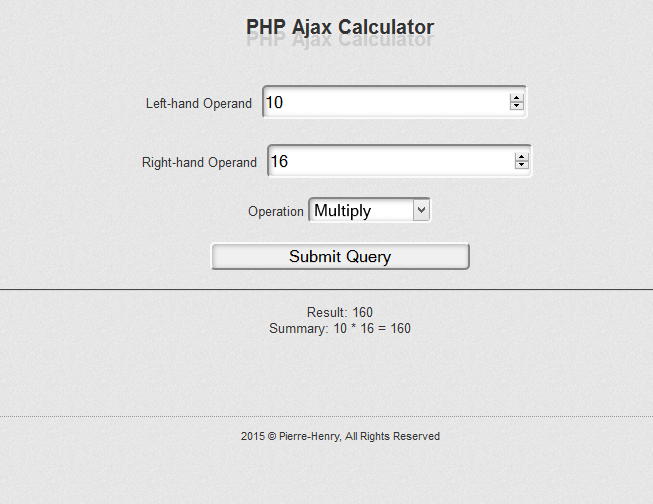 PHP Ajax Calculator
Left-hand Operand 10
Right-hand Operand 16
Operation Multiply
Submit Query
Result: 160
Summary: 10 * 16 = 160
2015 © Pierre-Henry, All Rights Reserved